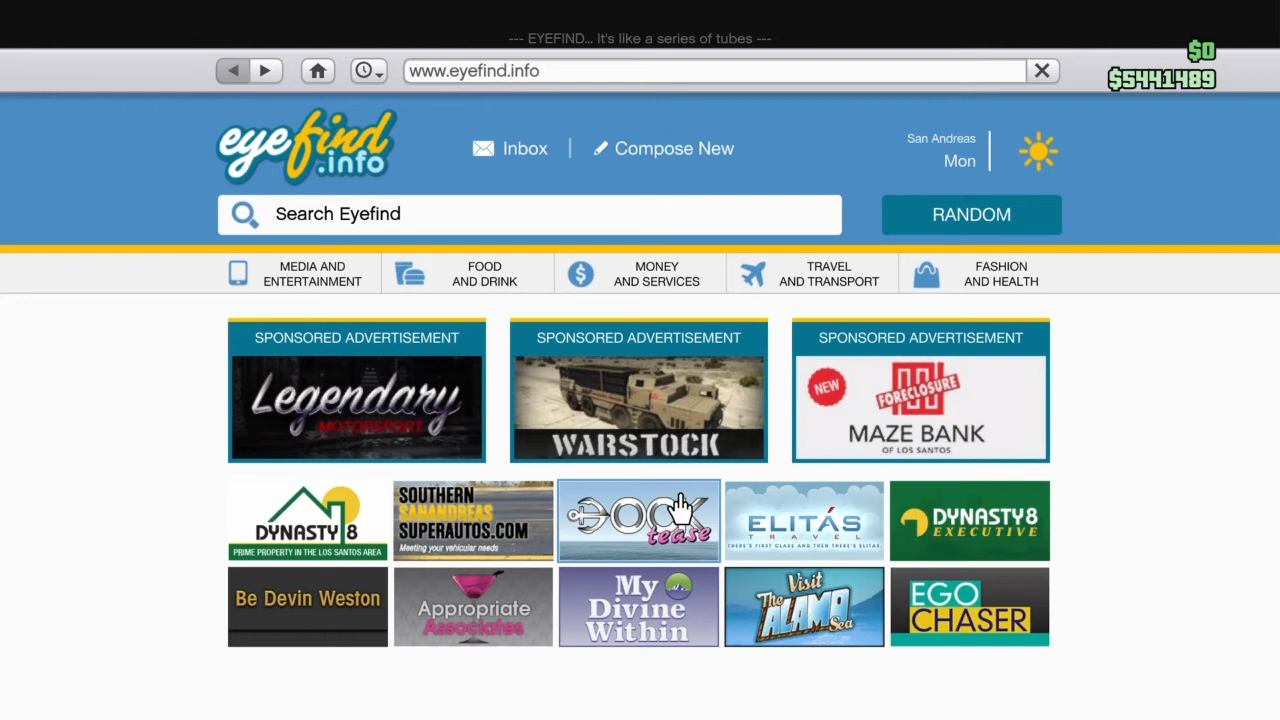 --- EYEFIND... It's like a series of tubes ---
$0
www.eyefind.info
$5441489
eyefind
.info
Inbox
Compose New
San Andreas
Mon
Search Eyefind
RANDOM
MEDIA AND
ENTERTAINMENT
FOOD
AND DRINK
MONEY
AND SERVICES
TRAVEL
AND TRANSPORT
FASHION
AND HEALTH
SPONSORED ADVERTISEMENT
Legendary
MOTORSPORT
SPONSORED ADVERTISEMENT
WARSTOCK
SPONSORED ADVERTISEMENT
NEW
FORECLOSURE
MAZE BANK
OF LOS SANTOS
DYNASTY 8
PRIME PROPERTY IN THE LOS SANTOS AREA
SOUTHERN
SANANDREAS
SUPERAUTOS.COM
Meeting your vehicular needs
DOCK
tease
ELITÁS
TRAVEL
THERE'S FIRST CLASS AND THEN THERE'S ELITAS.
DYNASTY8
EXECUTIVE
Be Devin Weston
Appropriate
Associates
My
Divine
Within
Visit
The
ALAMO
Sea
EGO
CHASER